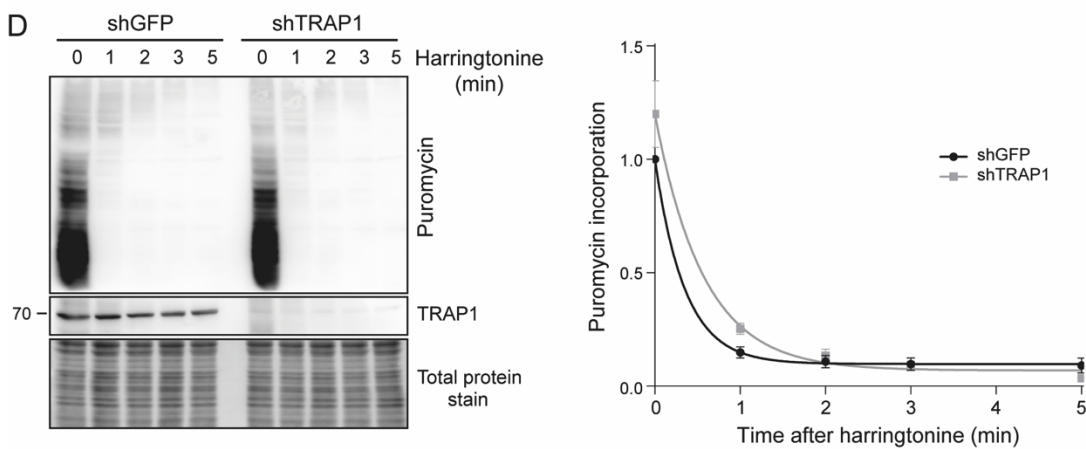 D
shGFP shTRAP1
0 1 2 3 5 0 1 2 3 5 Harringtonine
(min)
Puromycin
70 TRAP1
Total protein
stain
Puromycin incorporation
1.5
1.0
0.5
0.0
0 1 2 3 4 5
Time after harringtonine (min)
shGFP
shTRAP1